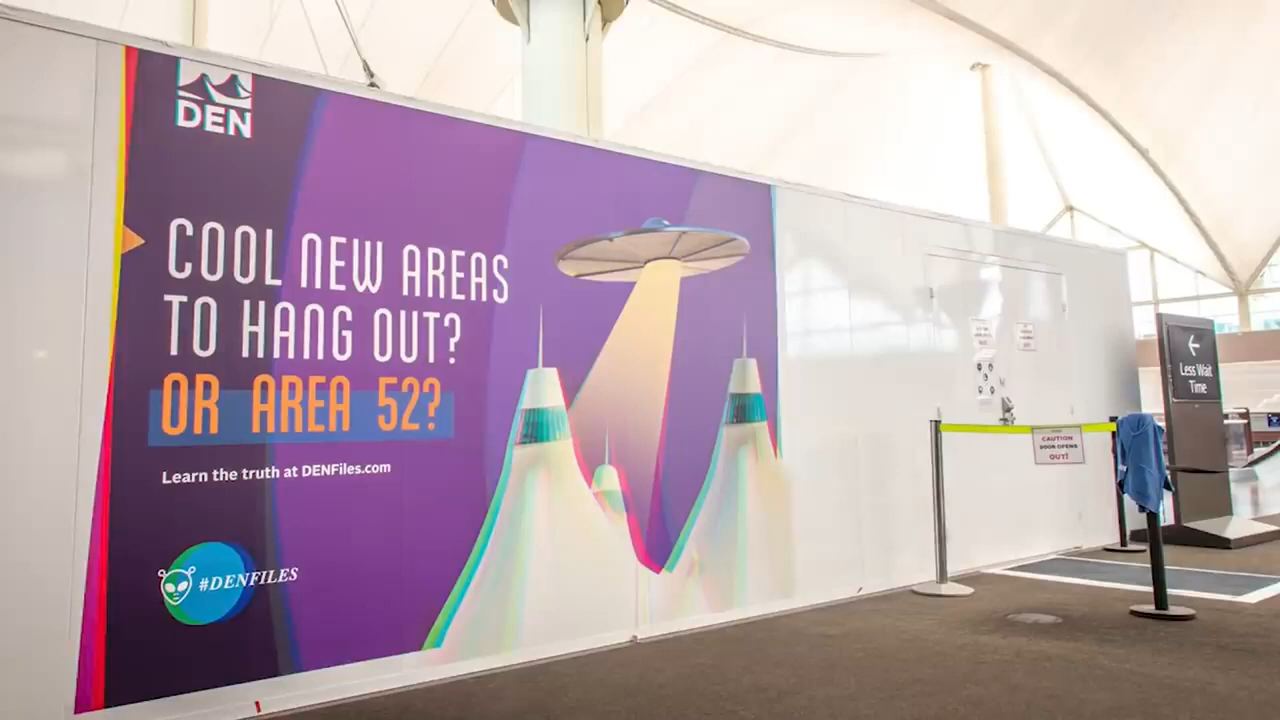 DEN
COOL NEW AREAS
TO HANG OUT?
OR AREA 52?
Learn the truth at DENFiles.com
#DENFILES
Less Wait
Time
CAUTION
DOOR OPENS
OUT!